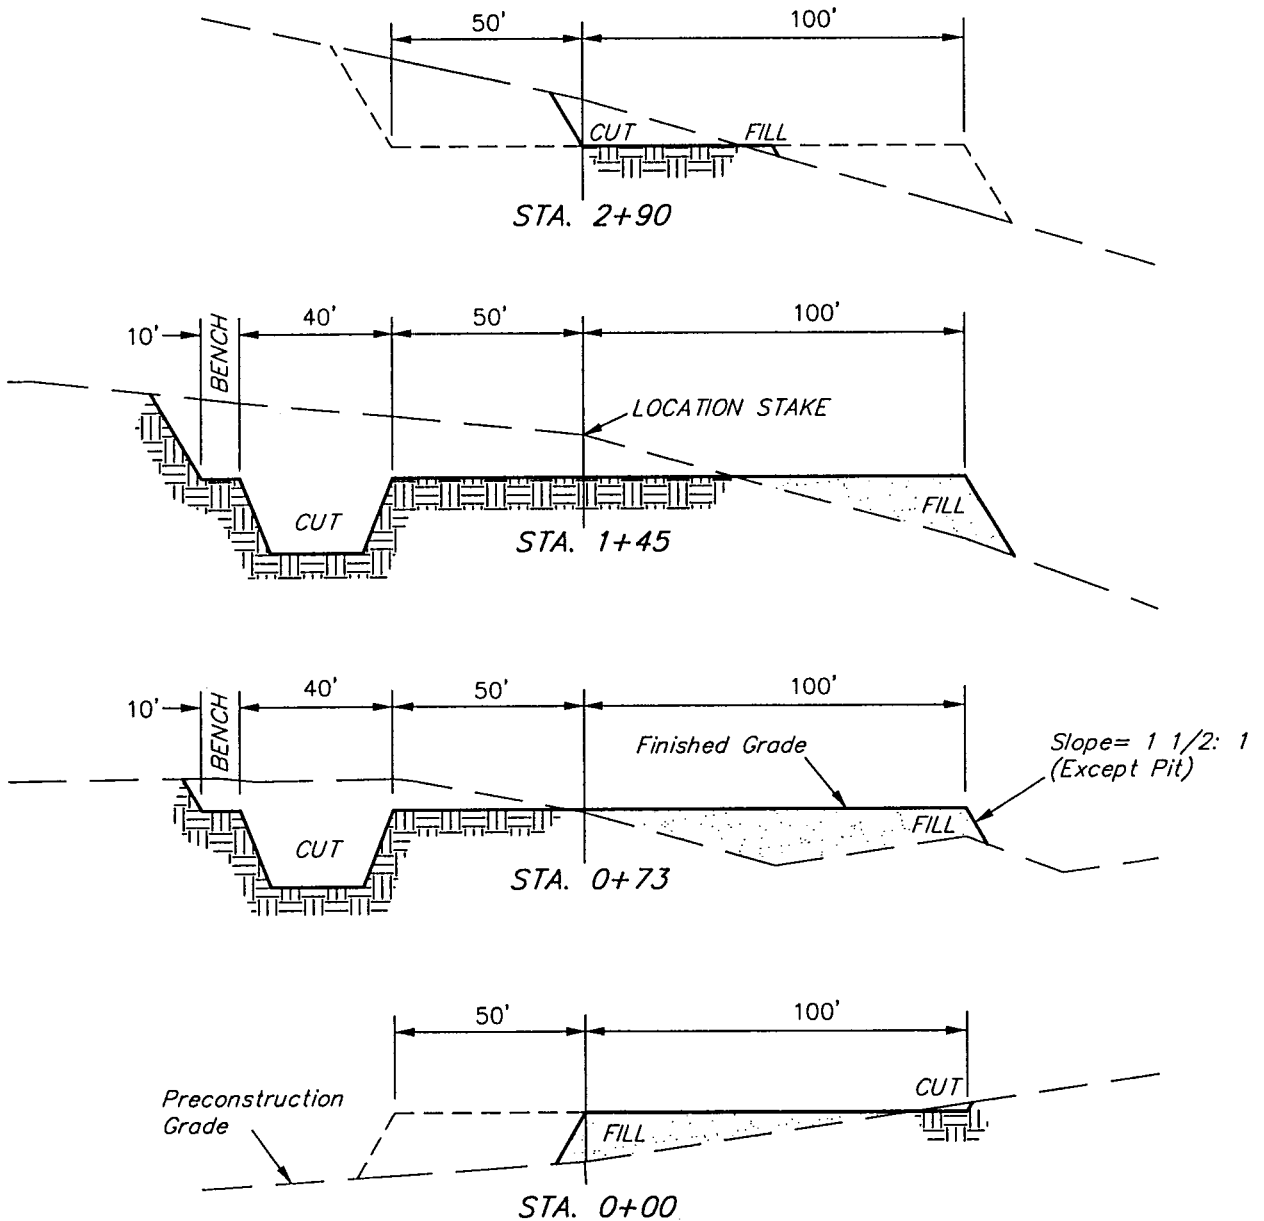 50'
100'
CUT
FILL
STA. 2+90
10'
BENCH
40'
50'
100'
LOCATION STAKE
CUT
FILL
STA. 1+45
10'
BENCH
40'
50'
100'
Finished Grade
Slope= 1 1/2: 1
(Except Pit)
CUT
FILL
STA. 0+73
50'
100'
Preconstruction
Grade
CUT
FILL
STA. 0+00